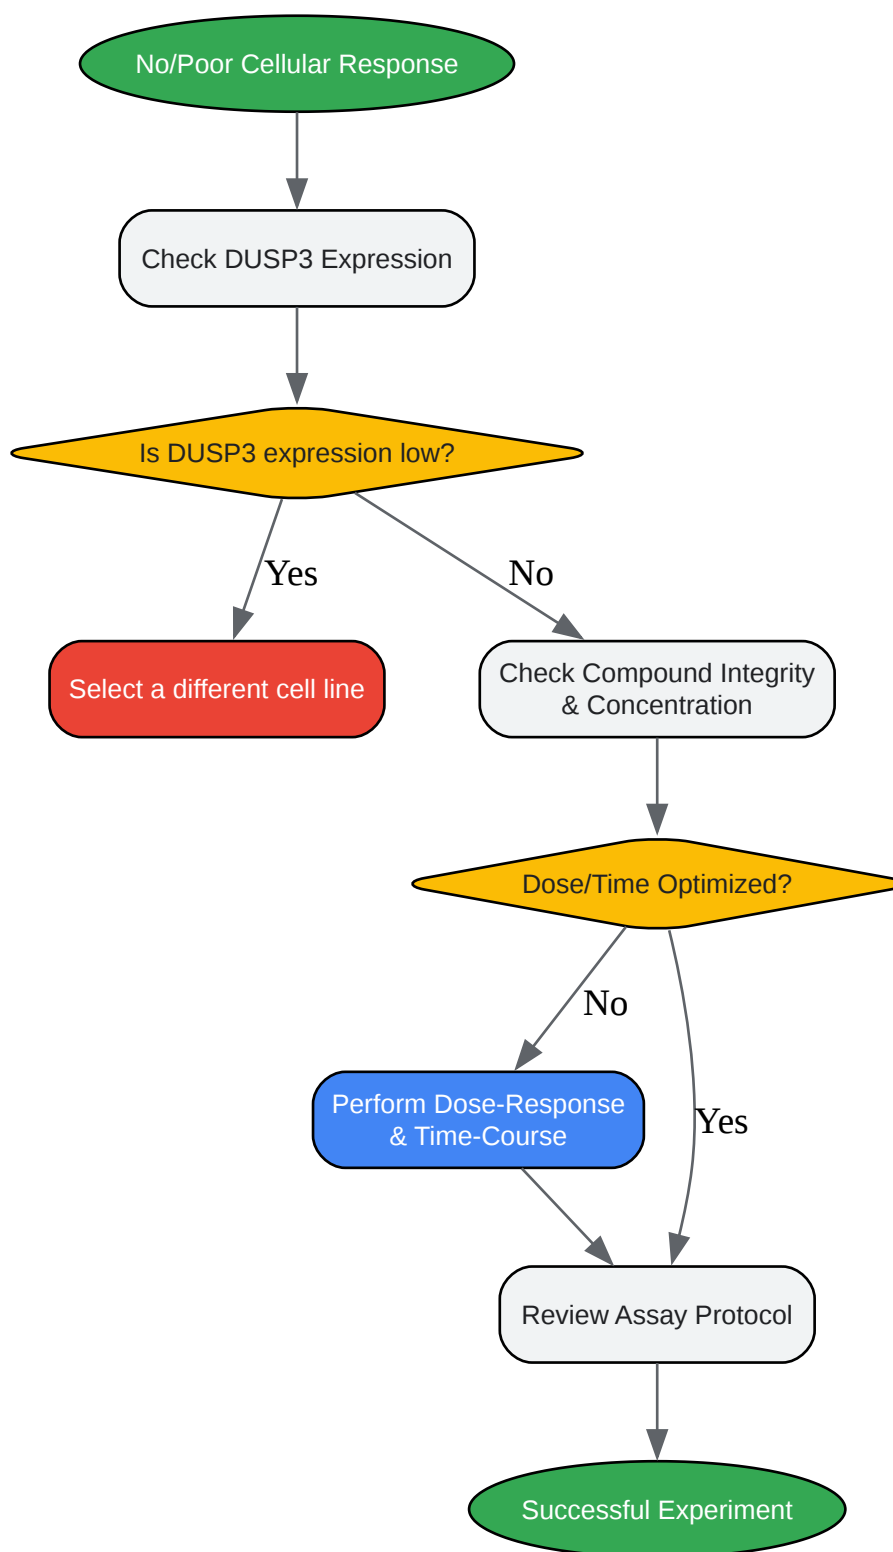 No/Poor Cellular Response
Check DUSP3 Expression
Is DUSP3 expression low?
Yes
No
Select a different cell line
Check Compound Integrity
& Concentration
Dose/Time Optimized?
No
Perform Dose-Response
& Time-Course
Yes
Review Assay Protocol
Successful Experiment